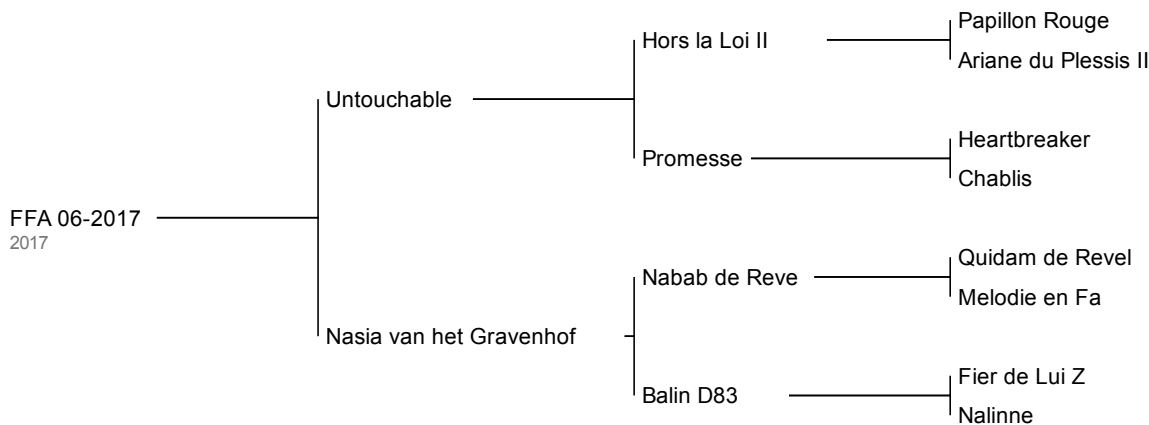 Papillon Rouge
Hors la Loi II
Ariane du Plessis II
Untouchable
Heartbreaker
Promesse
Chablis
FFA 06-2017
2017
Quidam de Revel
Nabab de Reve
Melodie en Fa
Nasia van het Gravenhof
Fier de Lui Z
Balin D83
Nalinne